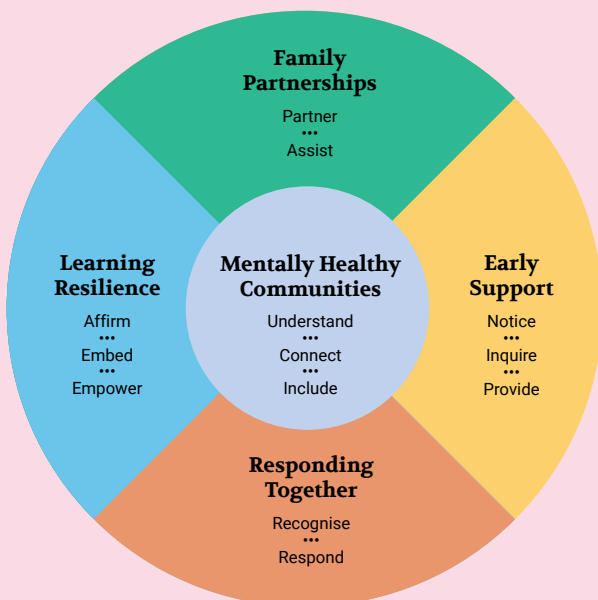 Family
Partnerships
Partner
•••
Assist
Learning
Resilience
Affirm
•••
Embed
•••
Empower
Mentally Healthy
Communities
Understand
•••
Connect
•••
Include
Early
Support
Notice
•••
Inquire
•••
Provide
Responding
Together
Recognise
•••
Respond